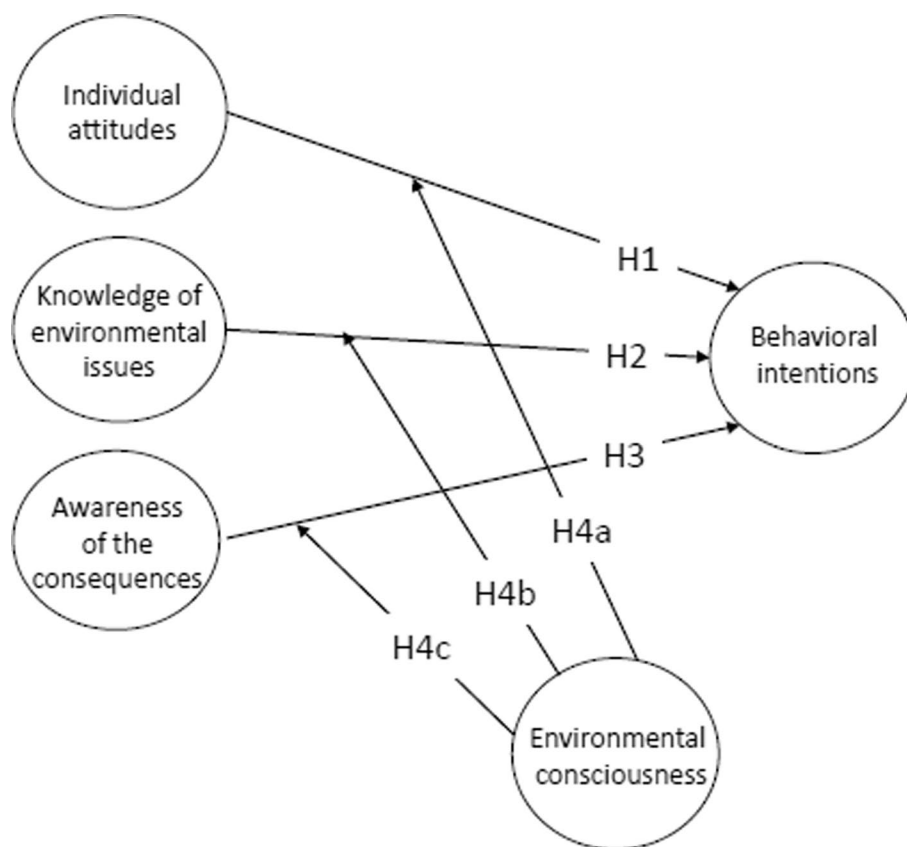 Individual
attitudes
H1
Knowledge of
environmental
issues
H2
Behavioral
intentions
H3
Awareness
of the
consequences
H4a
H4b
H4c
Environmental
consciousness